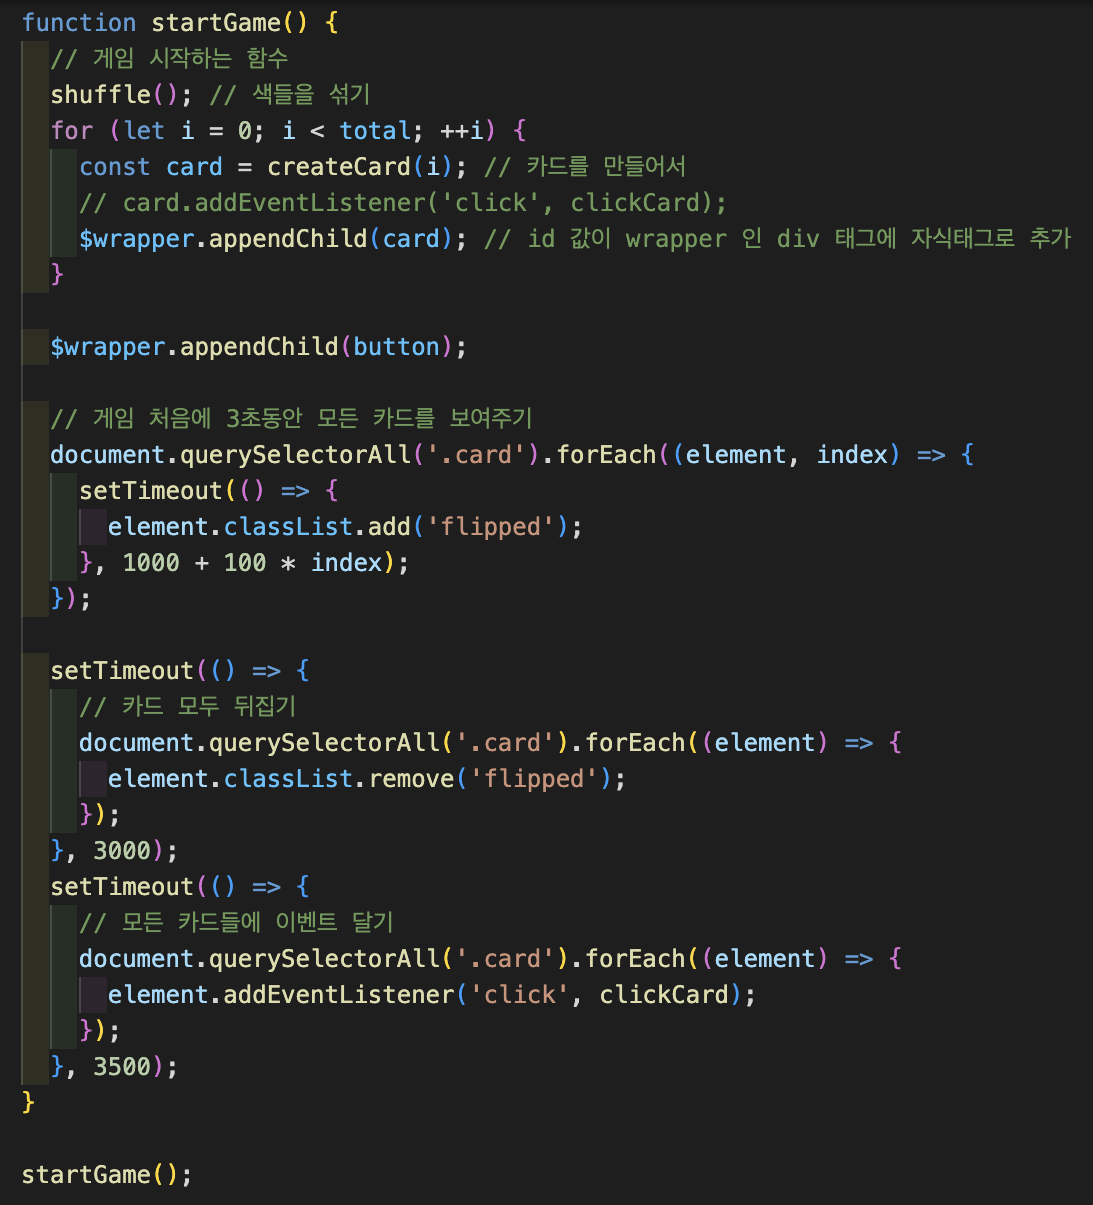 function startGame() {
// 게임 시작하는 함수
shuffle(); // 색들을 섞기
for (let i = 0; i < total; ++i) {
const card = createCard(i); // 카드를 만들어서
// card.addEventListener('click', clickCard);
$wrapper.appendChild(card); // id 값이 wrapper 인 div 태그에 자식태그로 추가
}
$wrapper.appendChild(button);
// 게임 처음에 3초동안 모든 카드를 보여주기
document.querySelectorAll('.card').forEach((element, index) => {
setTimeout(() => {
element.classList.add('flipped');
}, 1000 + 100 * index);
});
setTimeout(() => {
// 카드 모두 뒤집기
document.querySelectorAll('.card').forEach((element) => {
element.classList.remove('flipped');
});
}, 3000);
setTimeout(() => {
// 모든 카드들에 이벤트 달기
document.querySelectorAll('.card').forEach((element) => {
element.addEventListener('click', clickCard);
});
}, 3500);
}
startGame();